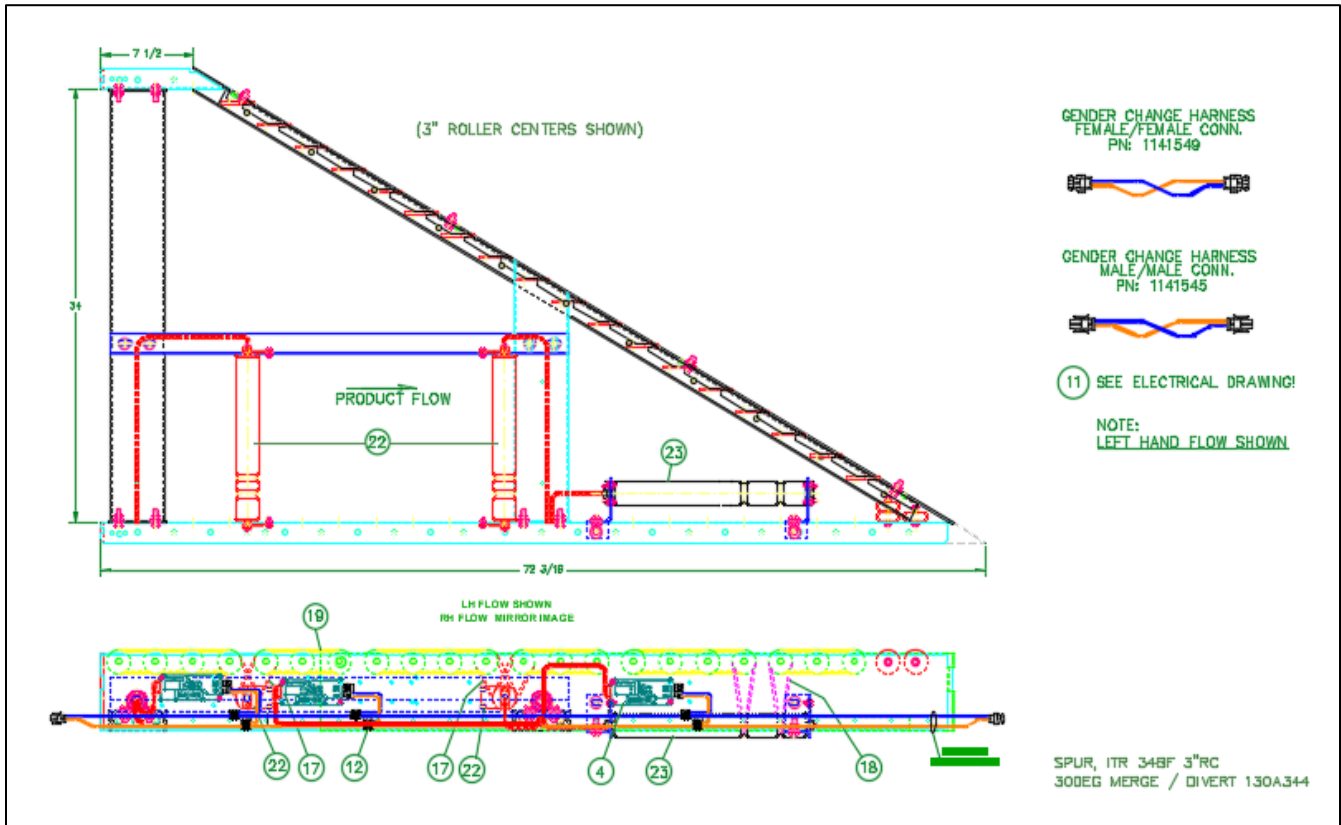 7 1/2
(3" ROLLER CENTERS SHOWN)
34
PRODUCT FLOW
22
23
72 3/16
GENDER CHANGE HARNESS
FEMALE/FEMALE CONN.
PN: 1141549
GENDER CHANGE HARNESS
MALE/MALE CONN.
PN: 1141545
11 SEE ELECTRICAL DRAWING!
NOTE:
LEFT HAND FLOW SHOWN
LH FLOW SHOWN
RH FLOW MIRROR IMAGE
19
22
17
12
17
22
4
23
18
SPUR, ITR 34BF 3"RC
30DEG MERGE / DIVERT 130A344